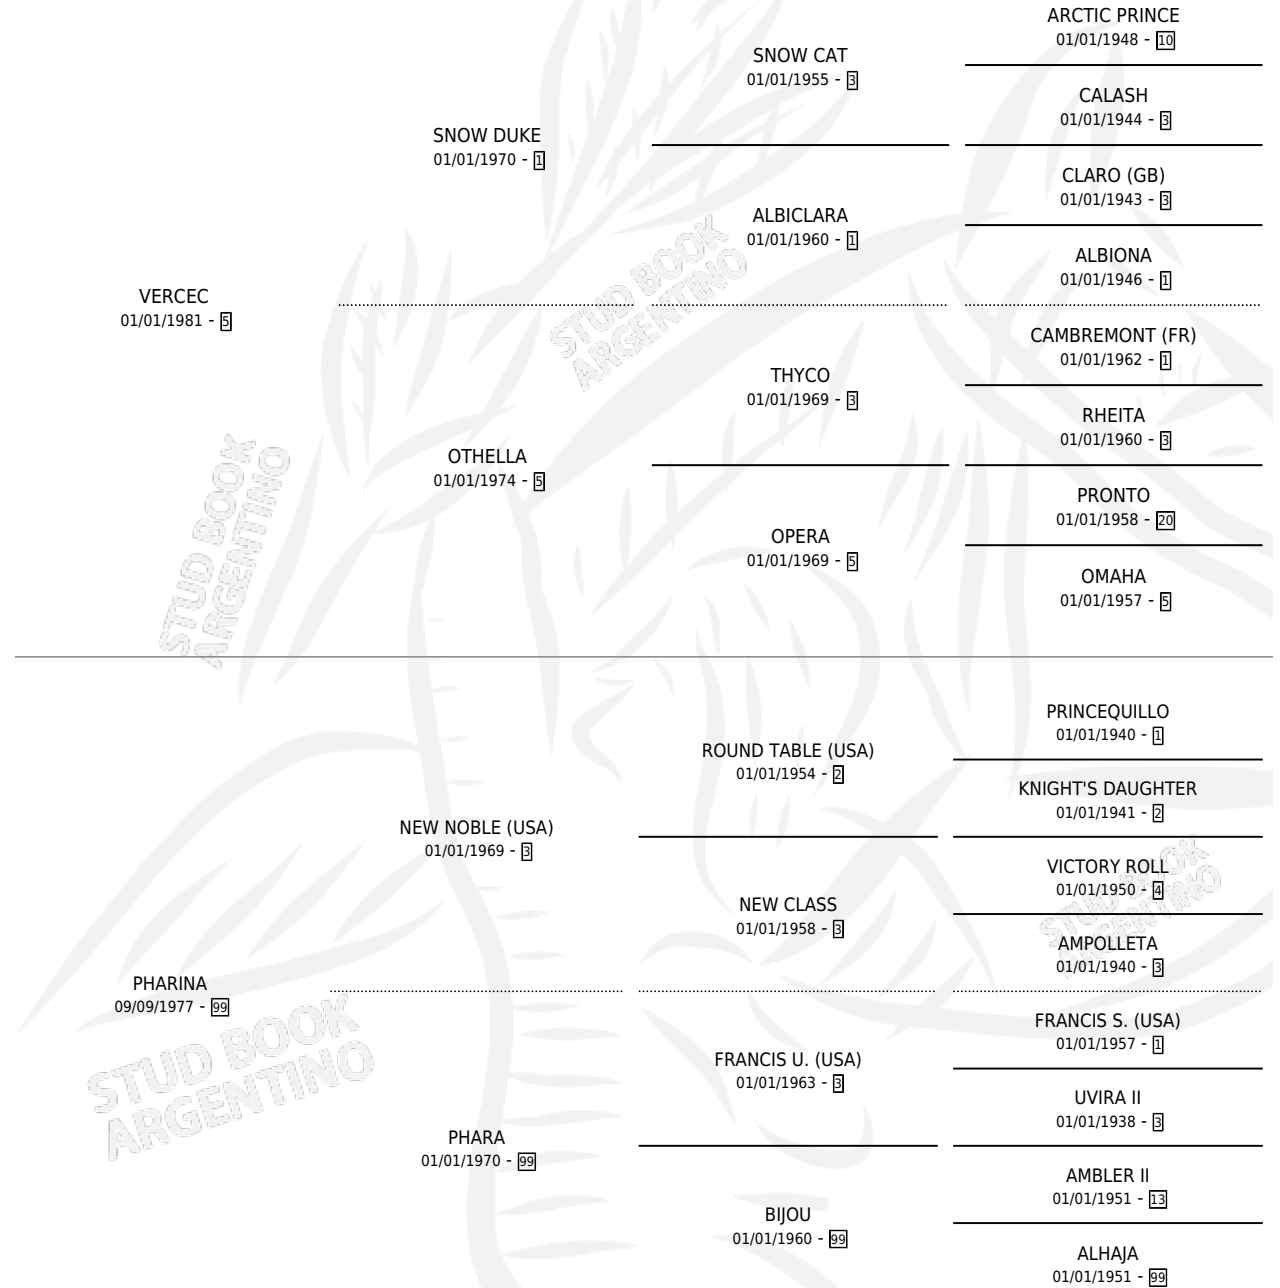 ARCTIC PRINCE
01/01/1948 - 10
SNOW CAT
01/01/1955 - 3
CALASH
01/01/1944 - 3
SNOW DUKE
01/01/1970 - 1
CLARO (GB)
01/01/1943 - 3
ALBICLARA
01/01/1960 - 1
ALBIONA
01/01/1946 - 1
VERCEC
01/01/1981 - 5
CAMBREMONT (FR)
01/01/1962 - 1
THYCO
01/01/1969 - 3
RHEITA
01/01/1960 - 3
OTHELLA
01/01/1974 - 5
PRONTO
01/01/1958 - 20
OPERA
01/01/1969 - 5
OMAHA
01/01/1957 - 5
PRINCEQUILLO
01/01/1940 - 1
ROUND TABLE (USA)
01/01/1954 - 2
KNIGHT'S DAUGHTER
01/01/1941 - 2
NEW NOBLE (USA)
01/01/1969 - 3
VICTORY ROLL
01/01/1950 - 4
NEW CLASS
01/01/1958 - 3
AMPOLLETA
01/01/1940 - 3
PHARINA
09/09/1977 - 99
FRANCIS S. (USA)
01/01/1957 - 1
FRANCIS U. (USA)
01/01/1963 - 3
UVIRA II
01/01/1938 - 3
PHARA
01/01/1970 - 99
AMBLER II
01/01/1951 - 13
BIJOU
01/01/1960 - 99
ALHAJA
01/01/1951 - 99
STUD BOOK
ARGENTINO
STUD BOOK
ARGENTINO
STUD BOOK
ARGENTINO
STUD BOOK
ARGENTINO